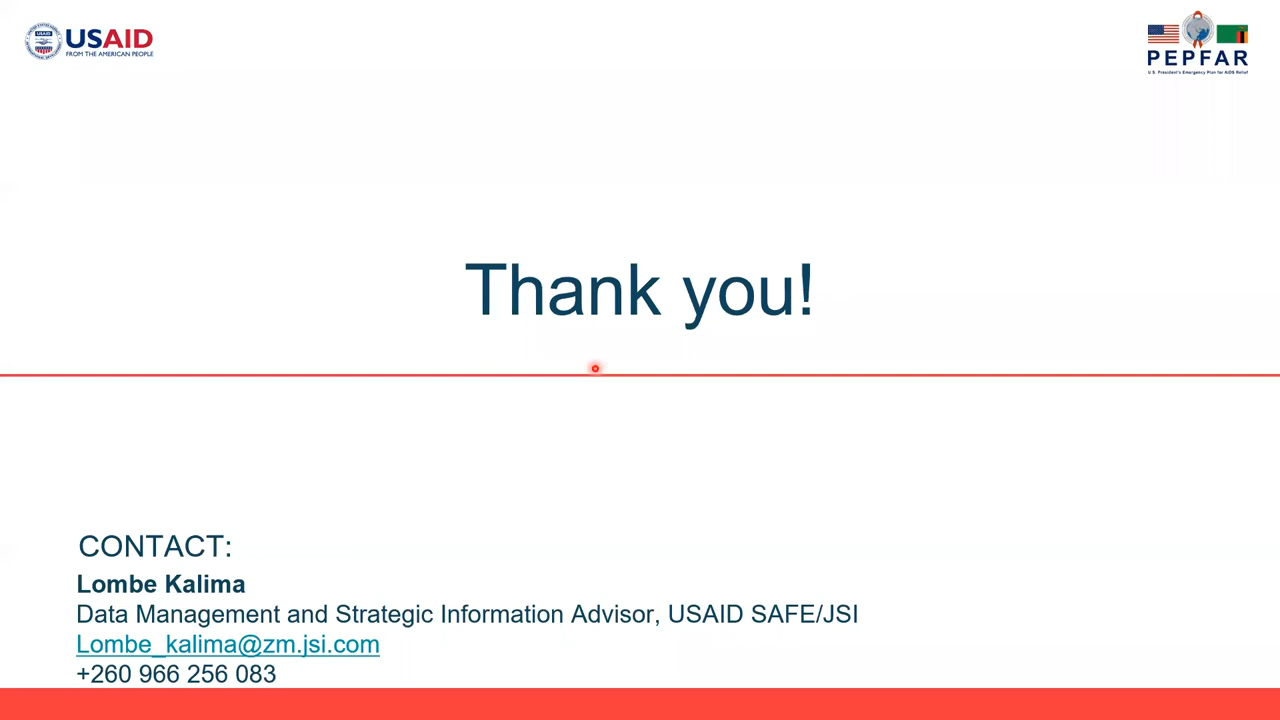 USAID
FROM THE AMERICAN PEOPLE
PEPFAR
U.S. President's Emergency Plan for AIDS Relief
Thank you!
CONTACT:
Lombe Kalima
Data Management and Strategic Information Advisor, USAID SAFE/JSI
Lombe_kalima@zm.jsi.com
+260 966 256 083